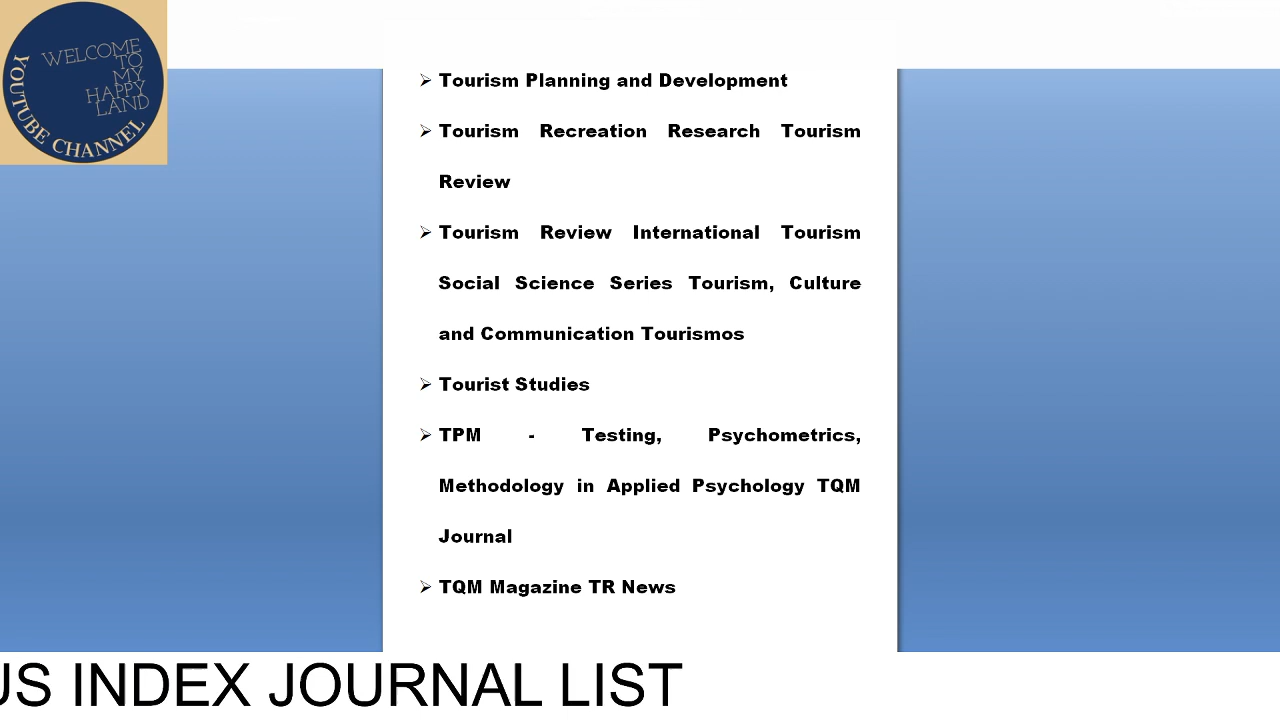 WELCOME
TO
MY
HAPPY
LAND
YOUTUBE CHANNEL
➢ Tourism Planning and Development
➢ Tourism Recreation Research Tourism
Review
➢ Tourism Review International Tourism
Social Science Series Tourism, Culture
and Communication Tourismos
➢ Tourist Studies
➢ TPM - Testing, Psychometrics,
Methodology in Applied Psychology TQM
Journal
➢ TQM Magazine TR News
US INDEX JOURNAL LIST